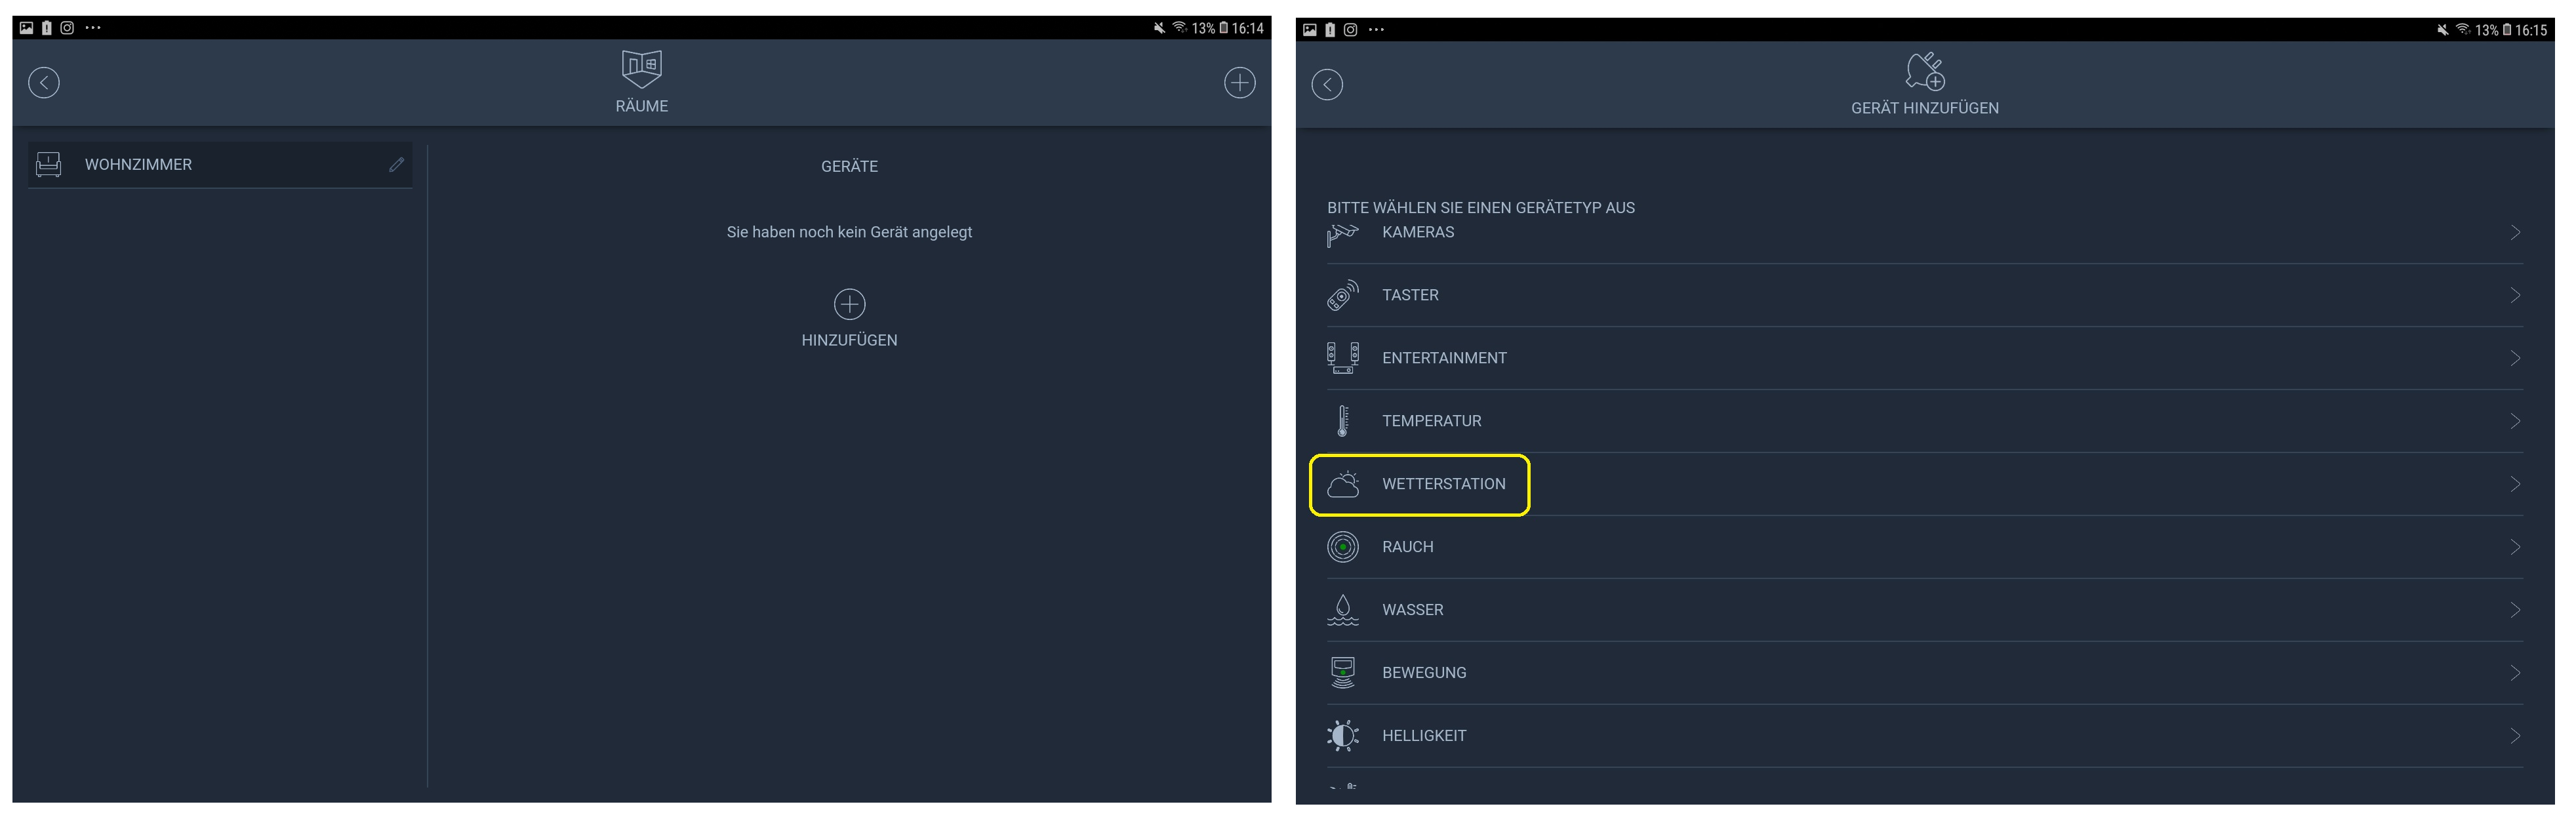 13% 16:14
RÄUME
WOHNZIMMER
GERÄTE
Sie haben noch kein Gerät angelegt
HINZUFÜGEN
13% 16:15
GERÄT HINZUFÜGEN
BITTE WÄHLEN SIE EINEN GERÄTETYP AUS
KAMERAS
TASTER
ENTERTAINMENT
TEMPERATUR
WETTERSTATION
RAUCH
WASSER
BEWEGUNG
HELLIGKEIT